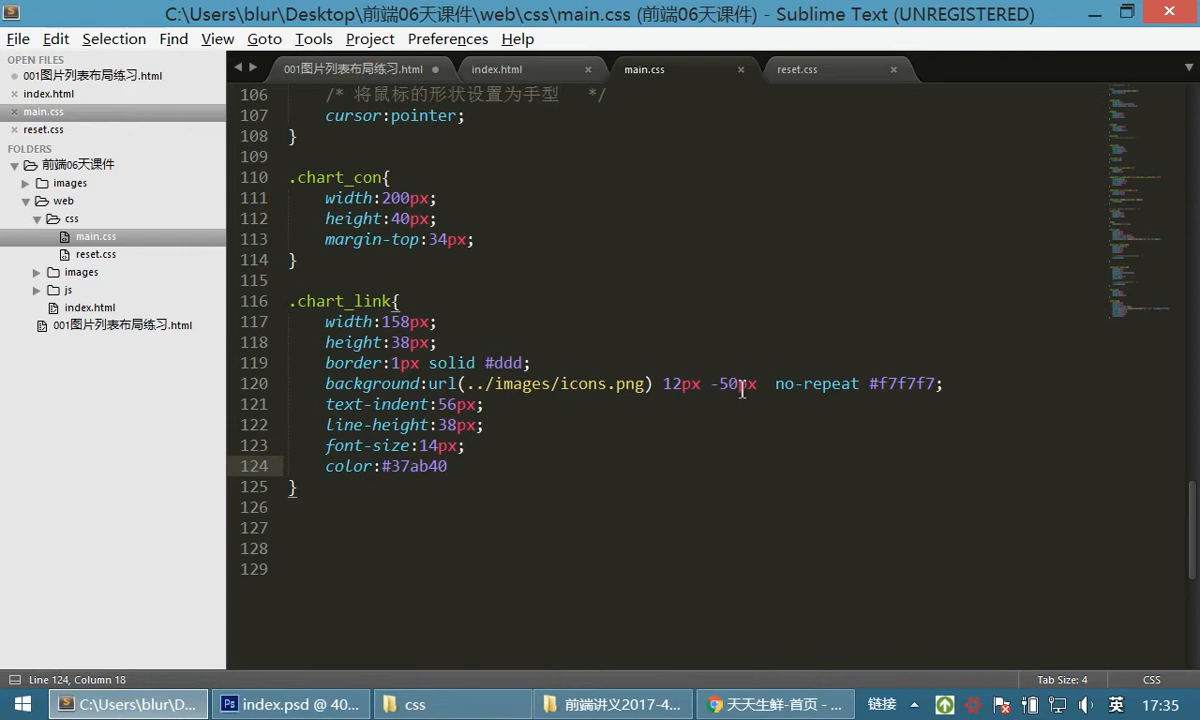 C:\Users\blur\Desktop\前端06天课件\web\css\main.css (前端06天课件) - Sublime Text (UNREGISTERED)
File Edit Selection Find View Goto Tools Project Preferences Help
OPEN FILES
001图片列表布局练习.html
index.html
main.css
reset.css
FOLDERS
前端06天课件
images
web
css
main.css
reset.css
images
js
index.html
001图片列表布局练习.html
001图片列表布局练习.html index.html main.css reset.css
106 /* 将鼠标的形状设置为手型 */
107 cursor:pointer;
108 }
109
110 .chart_con{
111 width:200px;
112 height:40px;
113 margin-top:34px;
114 }
115
116 .chart_link{
117 width:158px;
118 height:38px;
119 border:1px solid #ddd;
120 background:url(../images/icons.png) 12px -50px  no-repeat #f7f7f7;
121 text-indent:56px;
122 line-height:38px;
123 font-size:14px;
124 color:#37ab40
125 }
126
127
128
129
Line 124, Column 18 Tab Size: 4 CSS
C:\Users\blur\D... index.psd @ 40... css 前端讲义2017-4... 天天生鲜-首页 - ... 链接 英 17:35